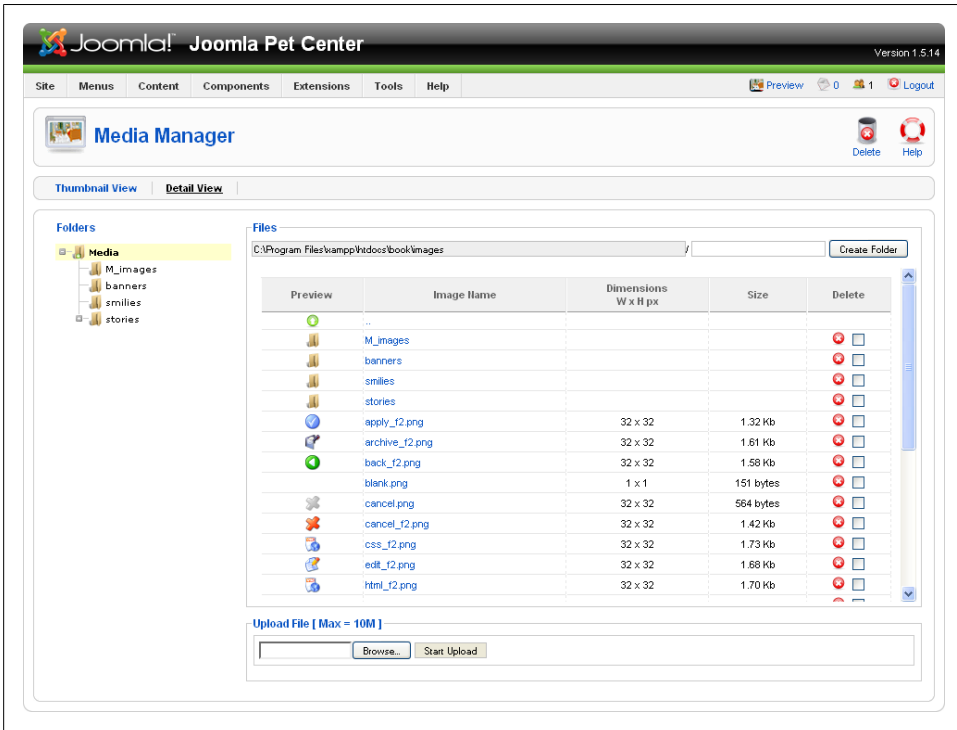 Joomla! Joomla Pet Center
Version 1.5.14
Site Menus Content Components Extensions Tools Help Preview 0 1 Logout
Media Manager
Delete Help
Thumbnail View Detail View
Folders
Media
M_images
banners
smilies
stories
Files
C:\Program Files\xampp\htdocs\book\images / Create Folder
Preview Image Name Dimensions W x H px Size Delete
..
M_images
banners
smilies
stories
apply_f2.png 32 x 32 1.32 Kb
archive_f2.png 32 x 32 1.61 Kb
back_f2.png 32 x 32 1.58 Kb
blank.png 1 x 1 151 bytes
cancel.png 32 x 32 564 bytes
cancel_f2.png 32 x 32 1.42 Kb
css_f2.png 32 x 32 1.73 Kb
edit_f2.png 32 x 32 1.68 Kb
html_f2.png 32 x 32 1.70 Kb
Upload File [ Max = 10M ]
Browse... Start Upload